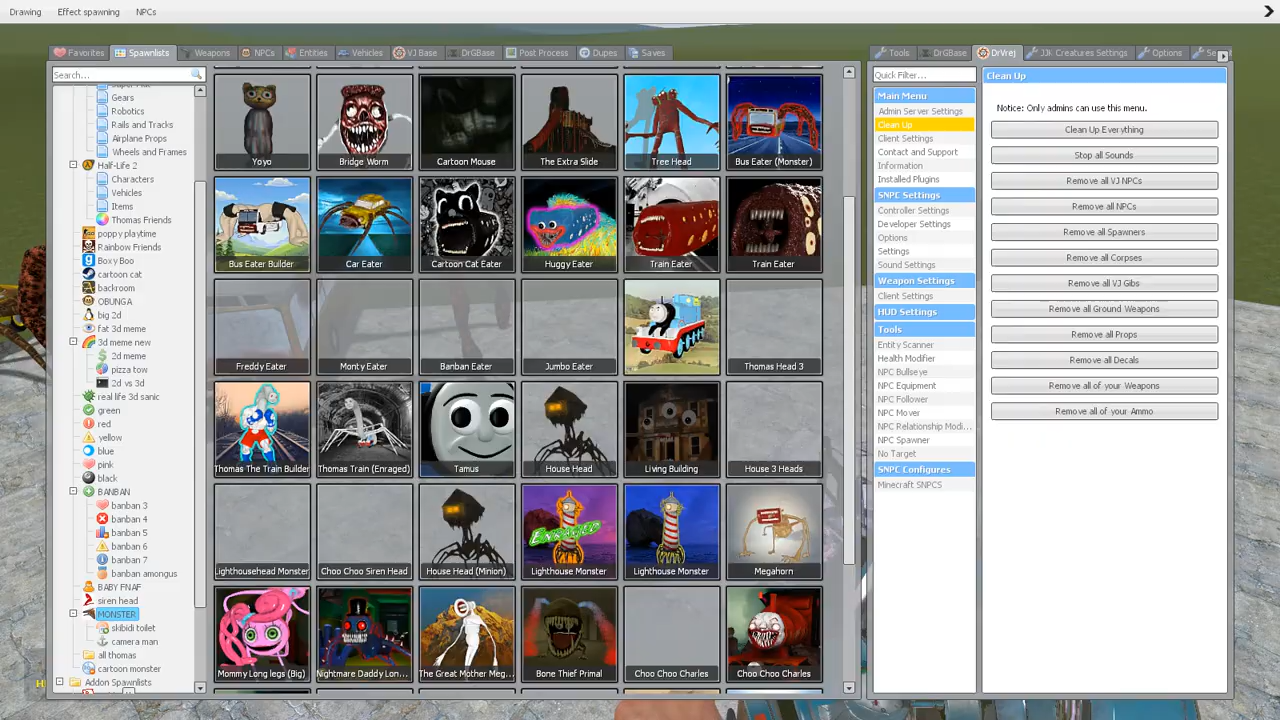 Drawing Effect spawning NPCs
Favorites Spawnlists Weapons NPCs Entities Vehicles VJ Base DrGBase Post Process Dupes Saves
Tools DrGBase DrVrej JJK Creatures Settings Options
Search...
Gears
Robotics
Rails and Tracks
Airplane Props
Wheels and Frames
Half-Life 2
Characters
Vehicles
Items
Thomas Friends
poppy playtime
Rainbow Friends
Boxy Boo
cartoon cat
backroom
OBUNGA
big 2d
fat 3d meme
3d meme new
2d meme
pizza tow
2d vs 3d
real life 3d sanic
green
red
yellow
blue
pink
black
BANBAN
banban 3
banban 4
banban 5
banban 6
banban 7
banban amongus
BABY FNAF
siren head
MONSTER
skibidi toilet
camera man
all thomas
cartoon monster
Addon Spawnlists
Yoyo Bridge Worm Cartoon Mouse The Extra Slide Tree Head Bus Eater (Monster)
Bus Eater Builder Car Eater Cartoon Cat Eater Huggy Eater Train Eater Train Eater
Freddy Eater Monty Eater Banban Eater Jumbo Eater Thomas Head 3
Thomas The Train Builder Thomas Train (Enraged) Tamus House Head Living Building House 3 Heads
Lighthousehead Monster Choo Choo Siren Head House Head (Minion) Lighthouse Monster Lighthouse Monster Megahorn
Mommy Long legs (Big) Nightmare Daddy Lon... The Great Mother Meg... Bone Thief Primal Choo Choo Charles Choo Choo Charles
Quick Filter...
Main Menu
Admin Server Settings
Clean Up
Client Settings
Contact and Support
Information
Installed Plugins
SNPC Settings
Controller Settings
Developer Settings
Options
Settings
Sound Settings
Weapon Settings
Client Settings
HUD Settings
Tools
Entity Scanner
Health Modifier
NPC Bullseye
NPC Equipment
NPC Follower
NPC Mover
NPC Relationship Modi...
NPC Spawner
No Target
SNPC Configures
Minecraft SNPCS
Clean Up
Notice: Only admins can use this menu.
Clean Up Everything
Stop all Sounds
Remove all VJ NPCs
Remove all NPCs
Remove all Spawners
Remove all Corpses
Remove all VJ Gibs
Remove all Ground Weapons
Remove all Props
Remove all Decals
Remove all of your Weapons
Remove all of your Ammo